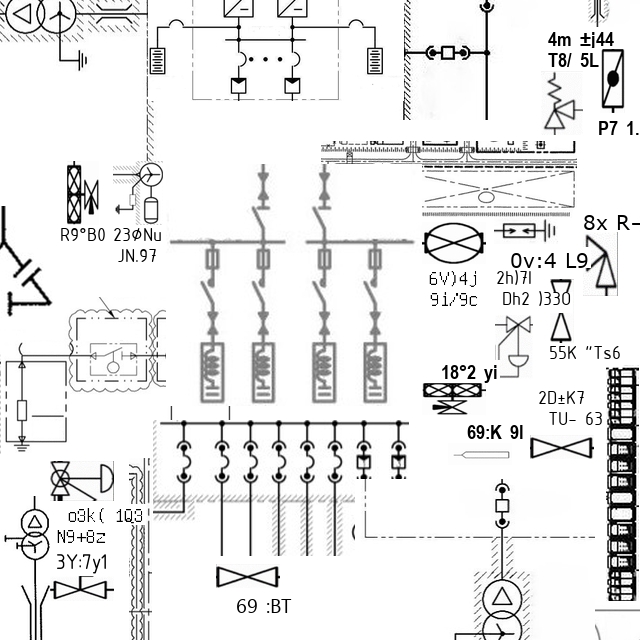 4m ±j44
T8/ 5L
P7 1.
R9°B0
23⌀Nu
JN.97
8x R-
0v:4 L9
6V)4j
9i/9c
2h)7l
Dh2 )330
55K "Ts6
18°2 yi
2D±K7
TU- 63
69:K 9l
o3k( 1Q3
N9+8z
3Y:7y1
69 :BT